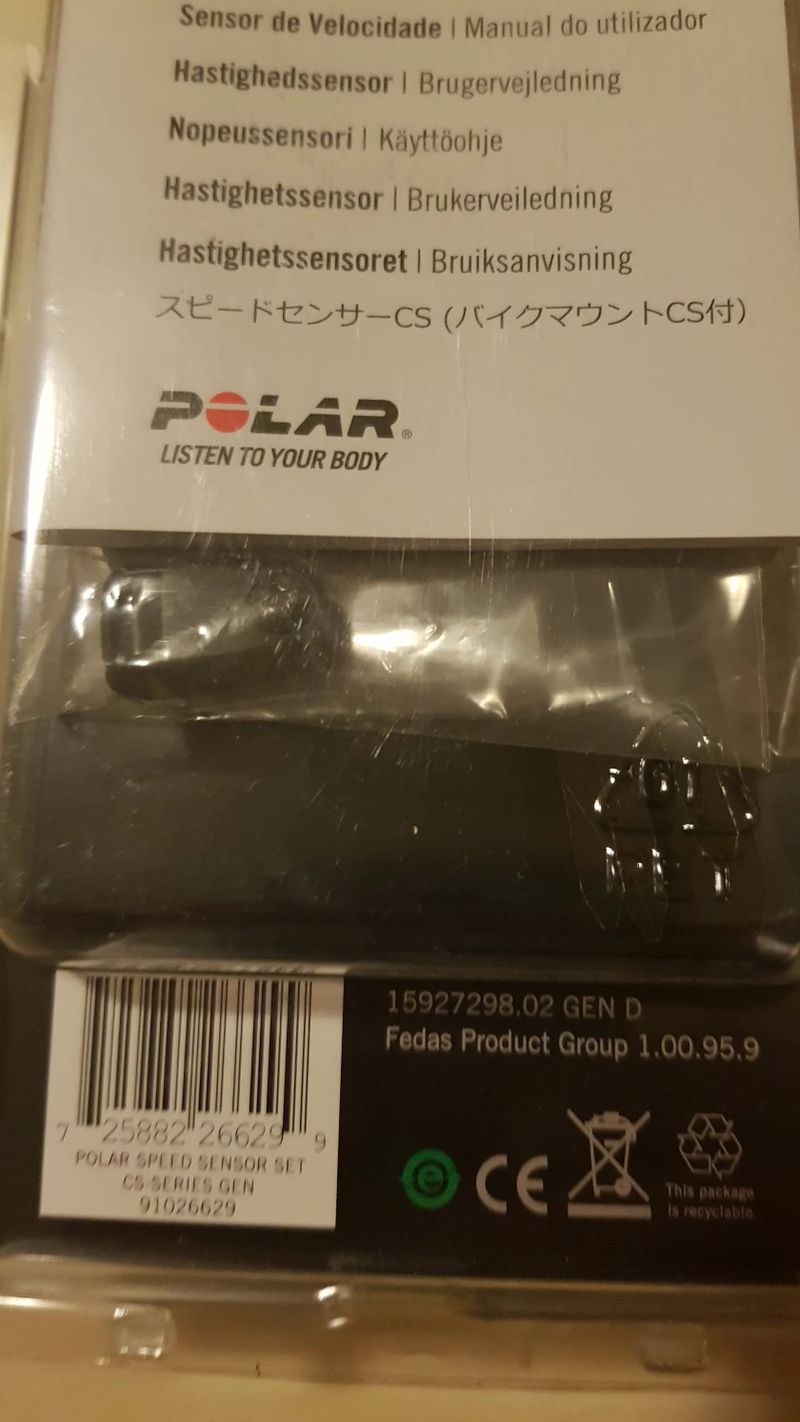 Sensor de Velocidade | Manual do utilizador
Hastighedssensor | Brugervejledning
Nopeussensori | Käyttöohje
Hastighetssensor | Brukerveiledning
Hastighetssensoret | Bruiksanvisning
スピードセンサーCS (バイクマウントCS付)
POLAR®
LISTEN TO YOUR BODY
15927298.02 GEN D
Fedas Product Group 1.00.95.9
7 25882 26629 9
POLAR SPEED SENSOR SET
CS-SERIES GEN
91026629
e
CE
This package
is recyclable